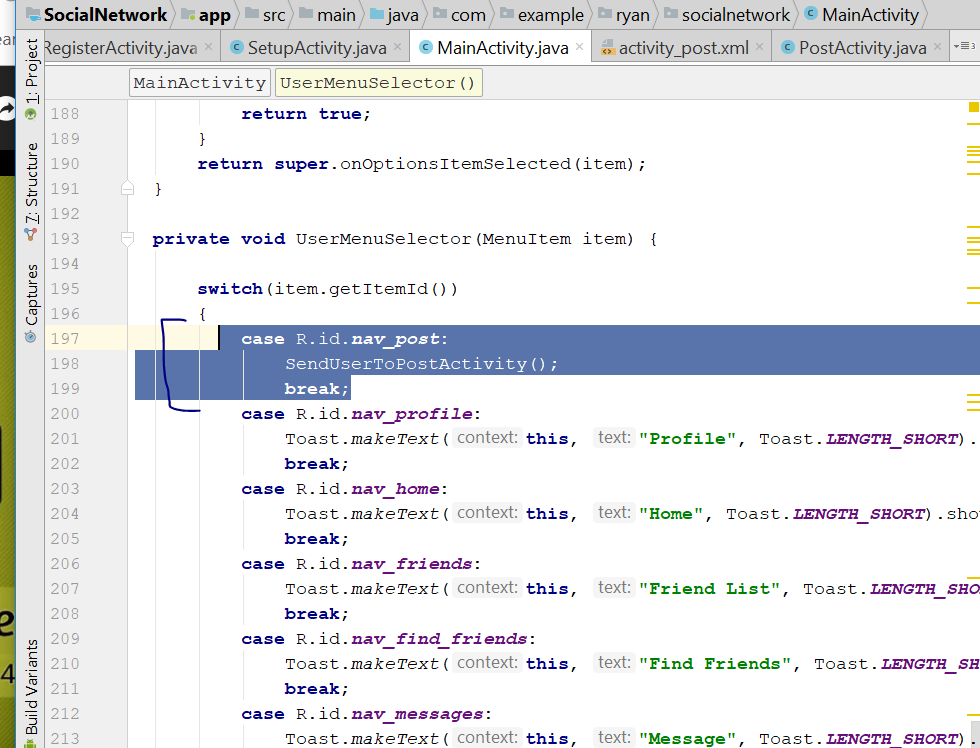 SocialNetwork app src main java com example ryan socialnetwork MainActivity
RegisterActivity.java SetupActivity.java MainActivity.java activity_post.xml PostActivity.java 3
MainActivity UserMenuSelector()
1: Project
7: Structure
Captures
Build Variants
188 return true;
189 }
190 return super.onOptionsItemSelected(item);
191 }
192
193 private void UserMenuSelector(MenuItem item) {
194
195 switch(item.getItemId())
196 {
197 case R.id.nav_post:
198 SendUserToPostActivity();
199 break;
200 case R.id.nav_profile:
201 Toast.makeText( context: this, text: "Profile", Toast.LENGTH_SHORT).
202 break;
203 case R.id.nav_home:
204 Toast.makeText( context: this, text: "Home", Toast.LENGTH_SHORT).sho
205 break;
206 case R.id.nav_friends:
207 Toast.makeText( context: this, text: "Friend List", Toast.LENGTH_SHO
208 break;
209 case R.id.nav_find_friends:
210 Toast.makeText( context: this, text: "Find Friends", Toast.LENGTH_SH
211 break;
212 case R.id.nav_messages:
213 Toast.makeText( context: this, text: "Message", Toast.LENGTH_SHORT).